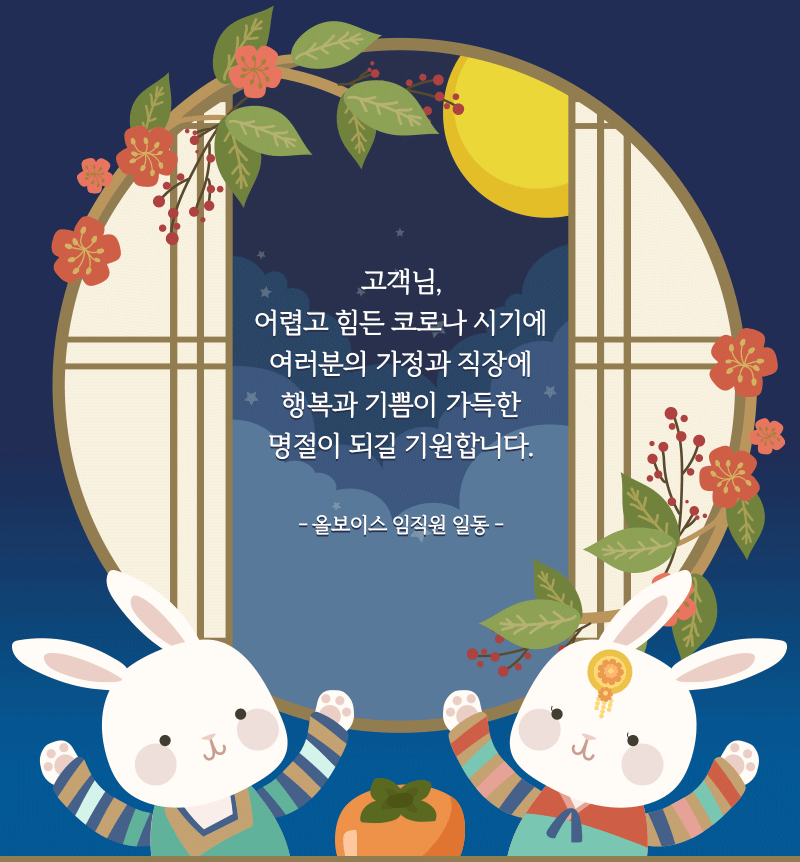 고객님,
어렵고 힘든 코로나 시기에
여러분의 가정과 직장에
행복과 기쁨이 가득한
명절이 되길 기원합니다.
- 올보이스 임직원 일동 -